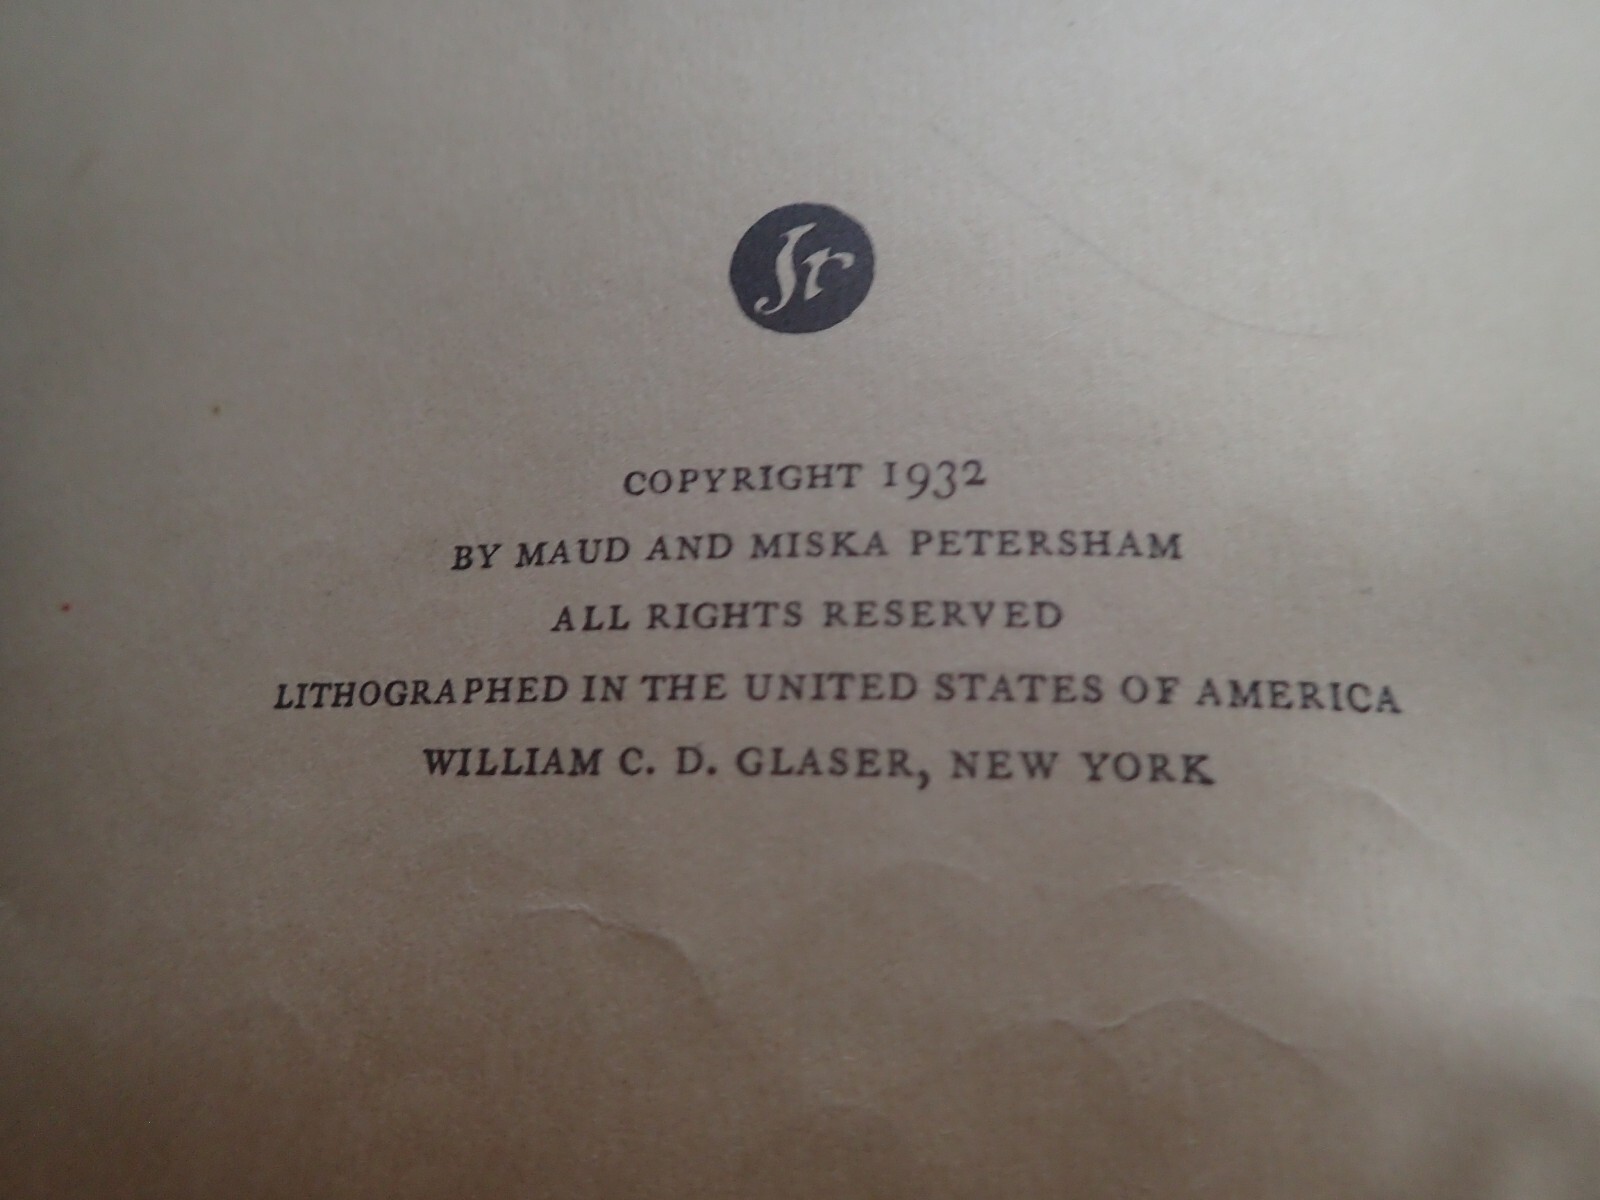 Jr
COPYRIGHT 1932
BY MAUD AND MISKA PETERSHAM
ALL RIGHTS RESERVED
LITHOGRAPHED IN THE UNITED STATES OF AMERICA
WILLIAM C. D. GLASER, NEW YORK